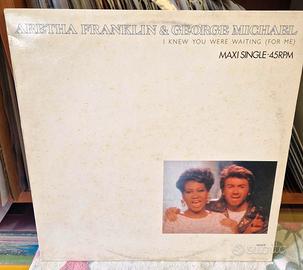 ARETHA FRANKLIN & GEORGE MICHAEL
I KNEW YOU WERE WAITING (FOR ME)
MAXI SINGLE·45RPM